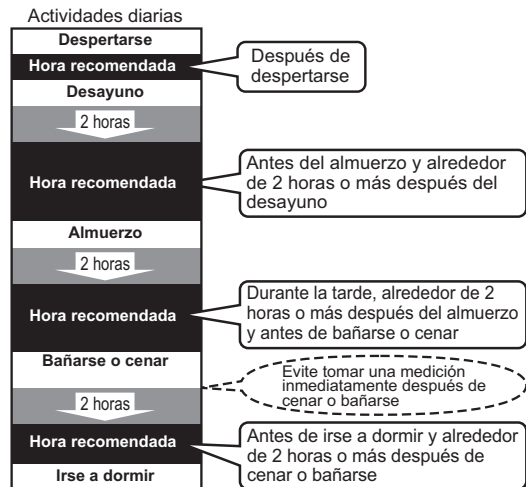 Actividades diarias
Despertarse
Hora recomendada
Después de
despertarse
Desayuno
2 horas
Hora recomendada
Antes del almuerzo y alrededor
de 2 horas o más después del
desayuno
Almuerzo
2 horas
Hora recomendada
Durante la tarde, alrededor de 2
horas o más después del almuerzo
y antes de bañarse o cenar
Bañarse o cenar
Evite tomar una medición
inmediatamente después de
cenar o bañarse
2 horas
Hora recomendada
Antes de irse a dormir y alrededor
de 2 horas o más después de
cenar o bañarse
Irse a dormir